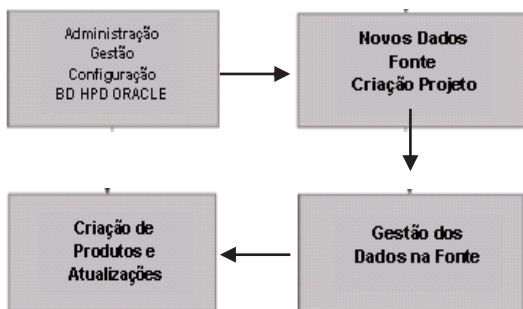 Administração
Gestão
Configuração
BD HPD ORACLE
Novos Dados
Fonte
Criação Projeto
Gestão dos
Dados na Fonte
Criação de
Produtos e
Atualizações